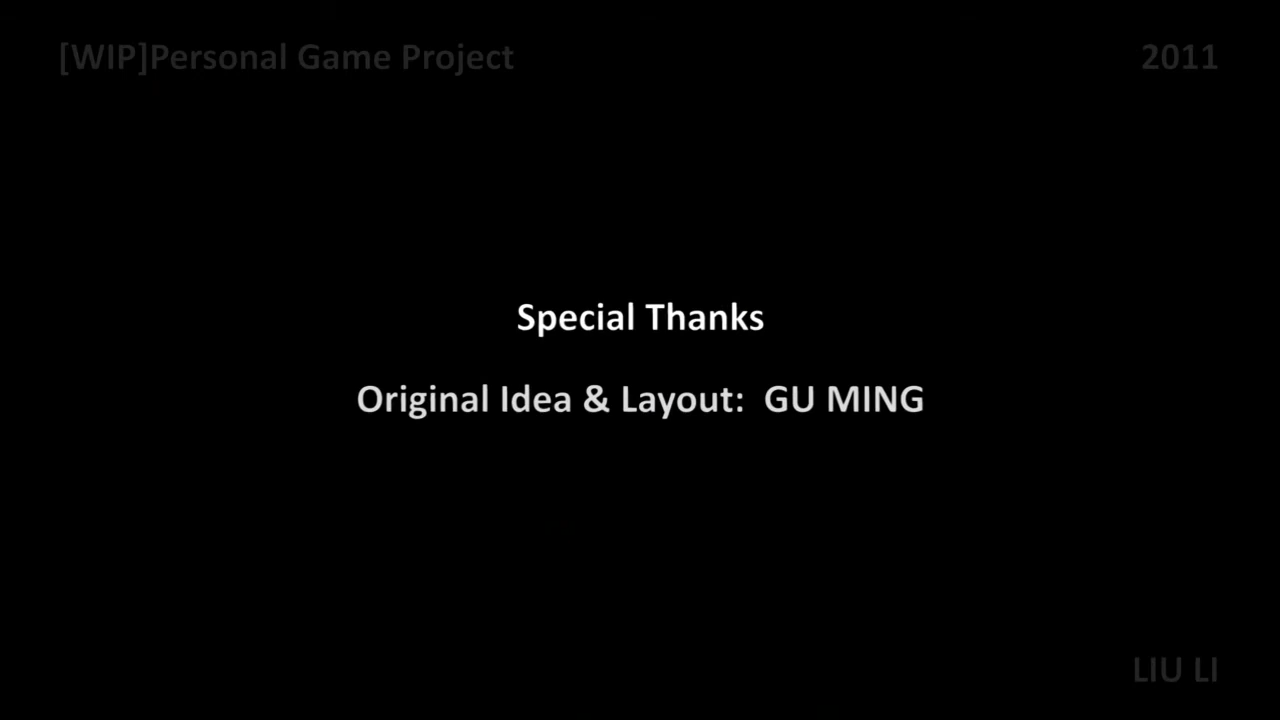 [WIP]Personal Game Project
2011
Special Thanks
Original Idea & Layout:  GU MING
LIU LI